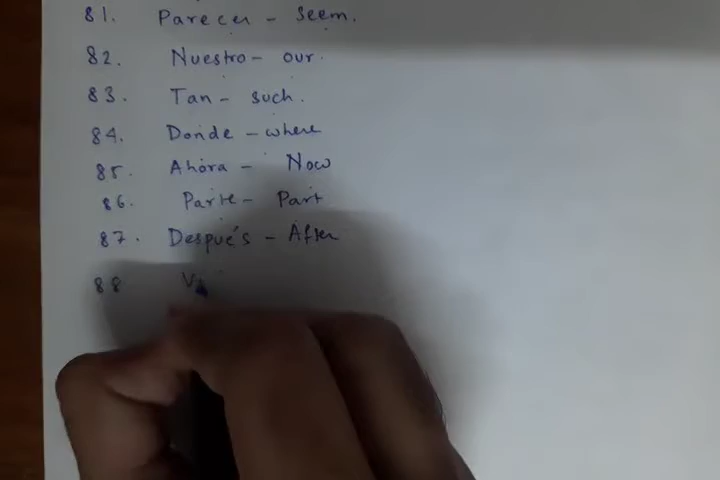 81. Parecer - Seem.
82. Nuestro - our.
83. Tan - such.
84. Donde - where
85. Ahora - Now
86. Parte - Part
87. Después - After
88 V